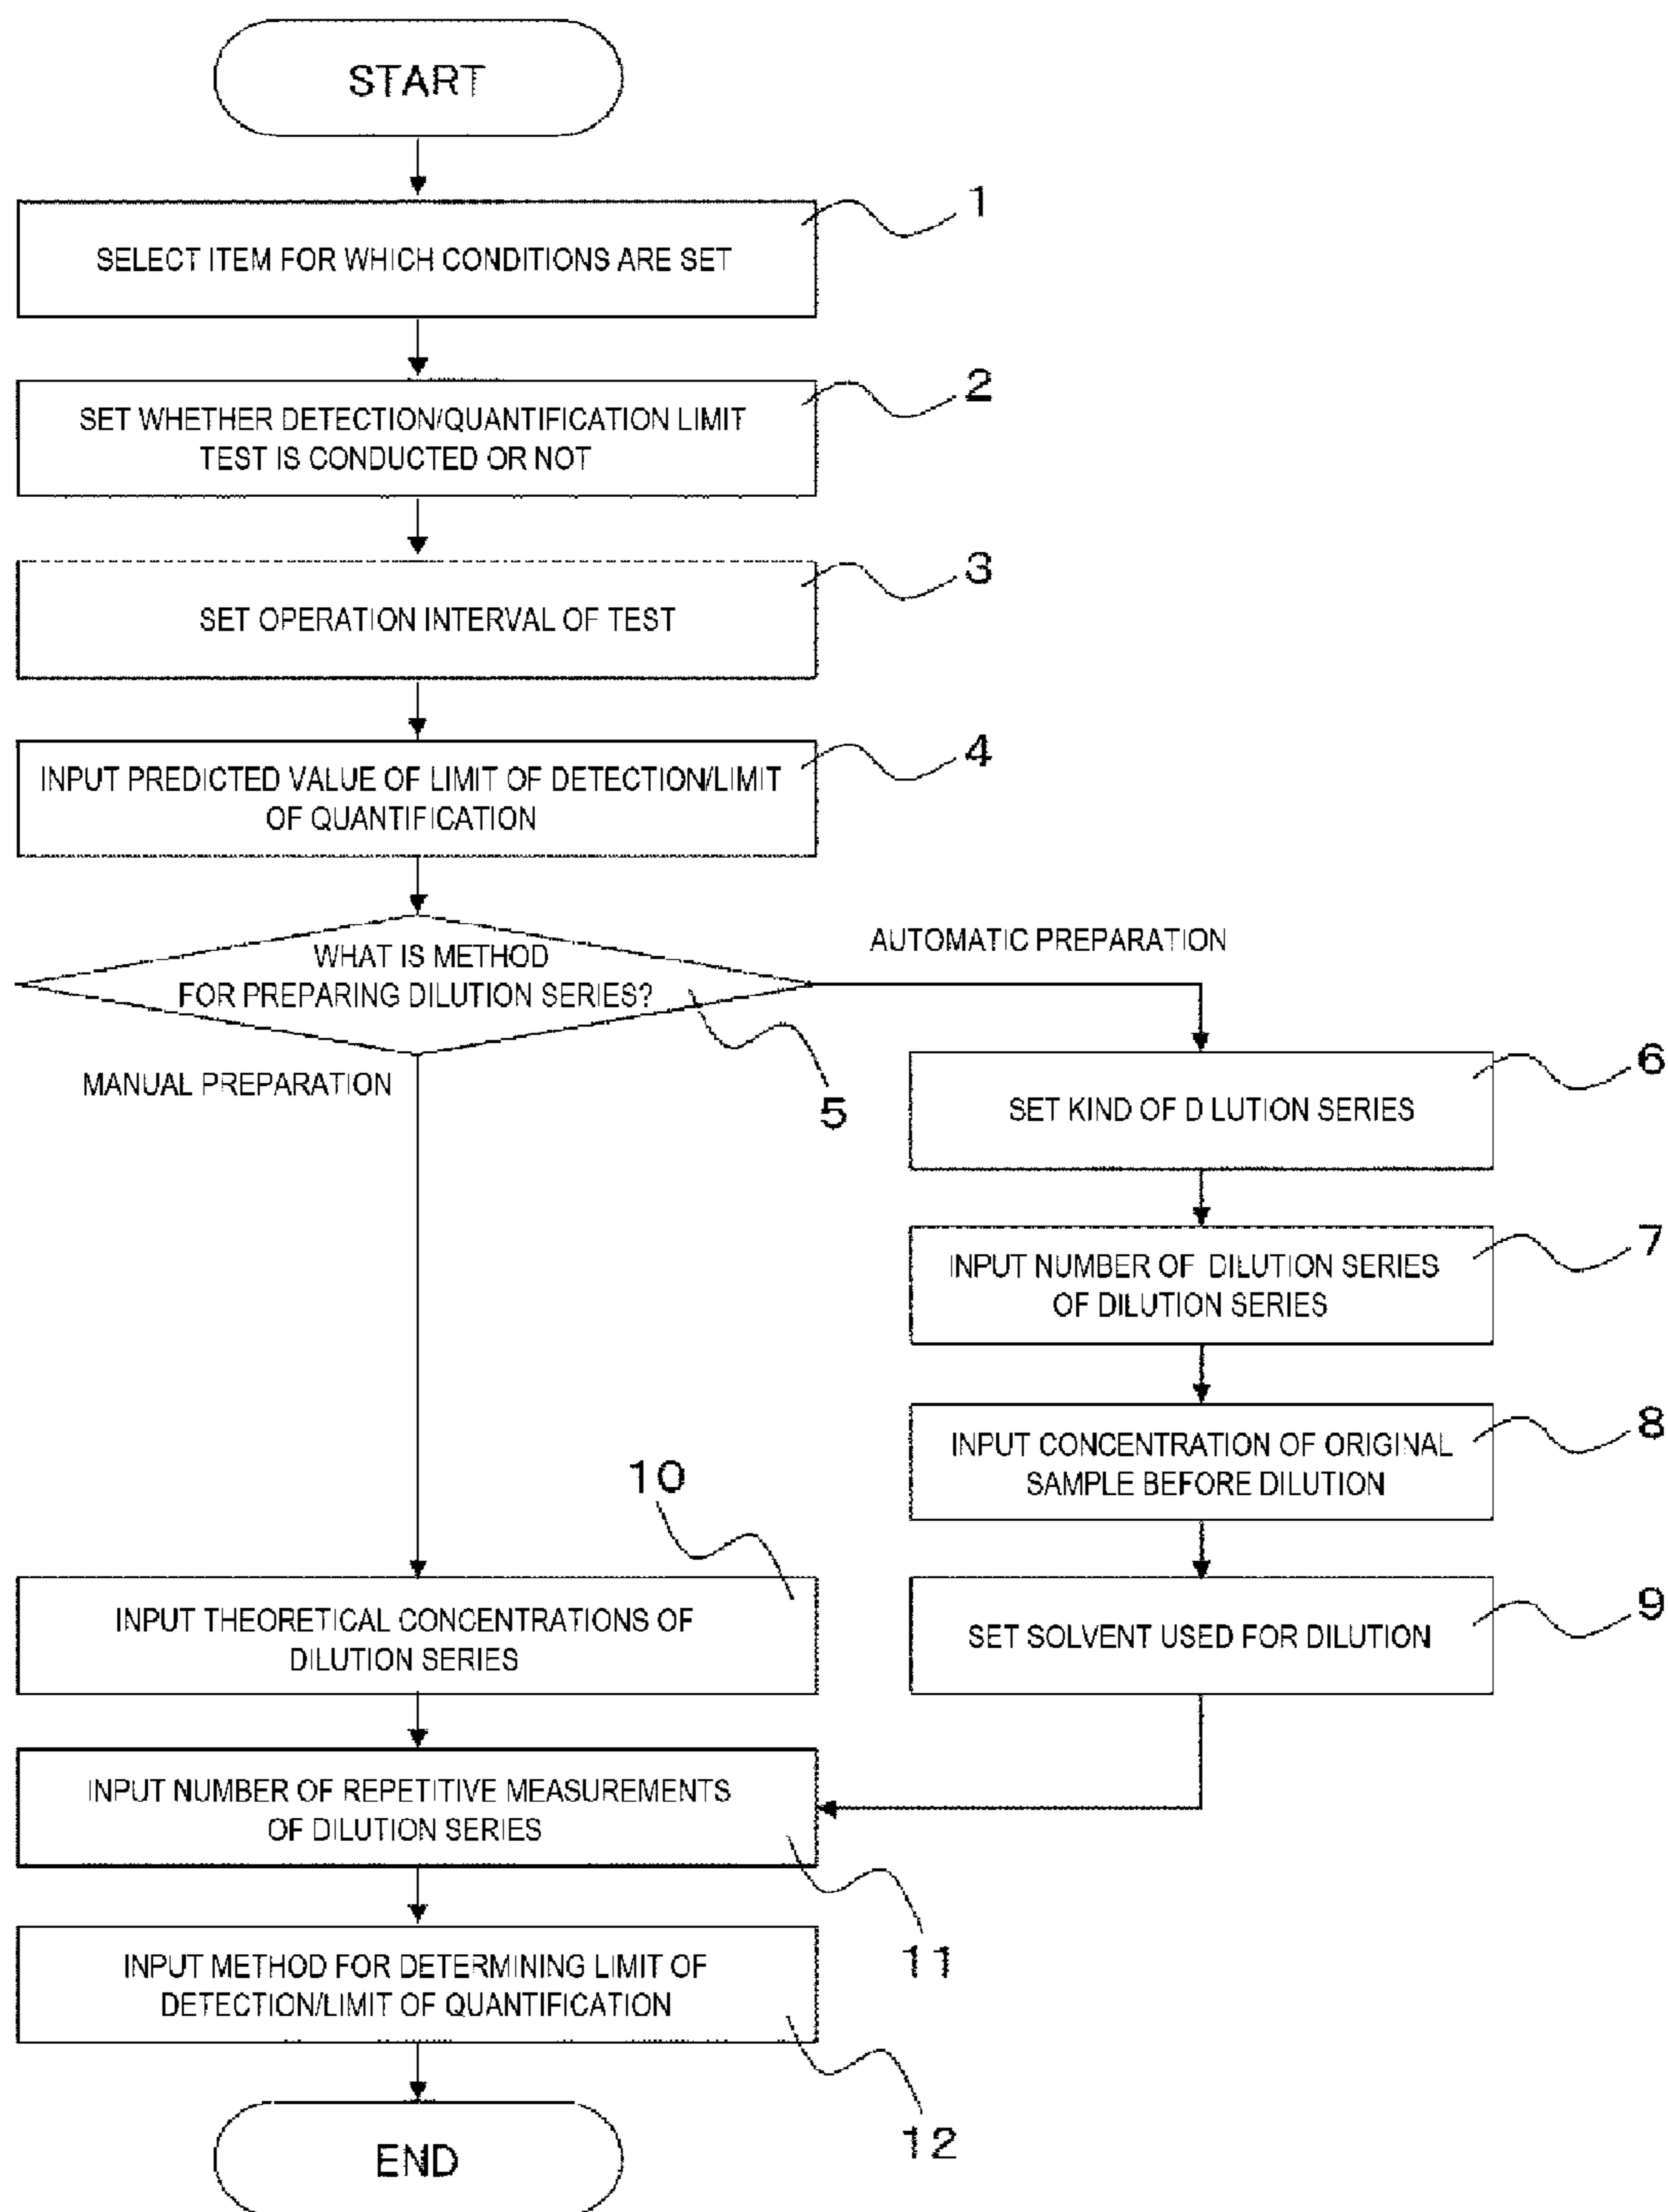 START
1
SELECT ITEM FOR WHICH CONDITIONS ARE SET
2
SET WHETHER DETECTION/QUANTIFICATION LIMIT
TEST IS CONDUCTED OR NOT
3
SET OPERATION INTERVAL OF TEST
4
INPUT PREDICTED VALUE OF LIMIT OF DETECTION/LIMIT
OF QUANTIFICATION
WHAT IS METHOD
FOR PREPARING DILUTION SERIES?
5
AUTOMATIC PREPARATION
MANUAL PREPARATION
6
SET KIND OF D LUTION SERIES
7
INPUT NUMBER OF DILUTION SERIES
OF DILUTION SERIES
8
INPUT CONCENTRATION OF ORIGINAL
SAMPLE BEFORE DILUTION
9
SET SOLVENT USED FOR DILUTION
10
INPUT THEORETICAL CONCENTRATIONS OF
DILUTION SERIES
INPUT NUMBER OF REPETITIVE MEASUREMENTS
OF DILUTION SERIES
11
INPUT METHOD FOR DETERMINING LIMIT OF
DETECTION/LIMIT OF QUANTIFICATION
12
END